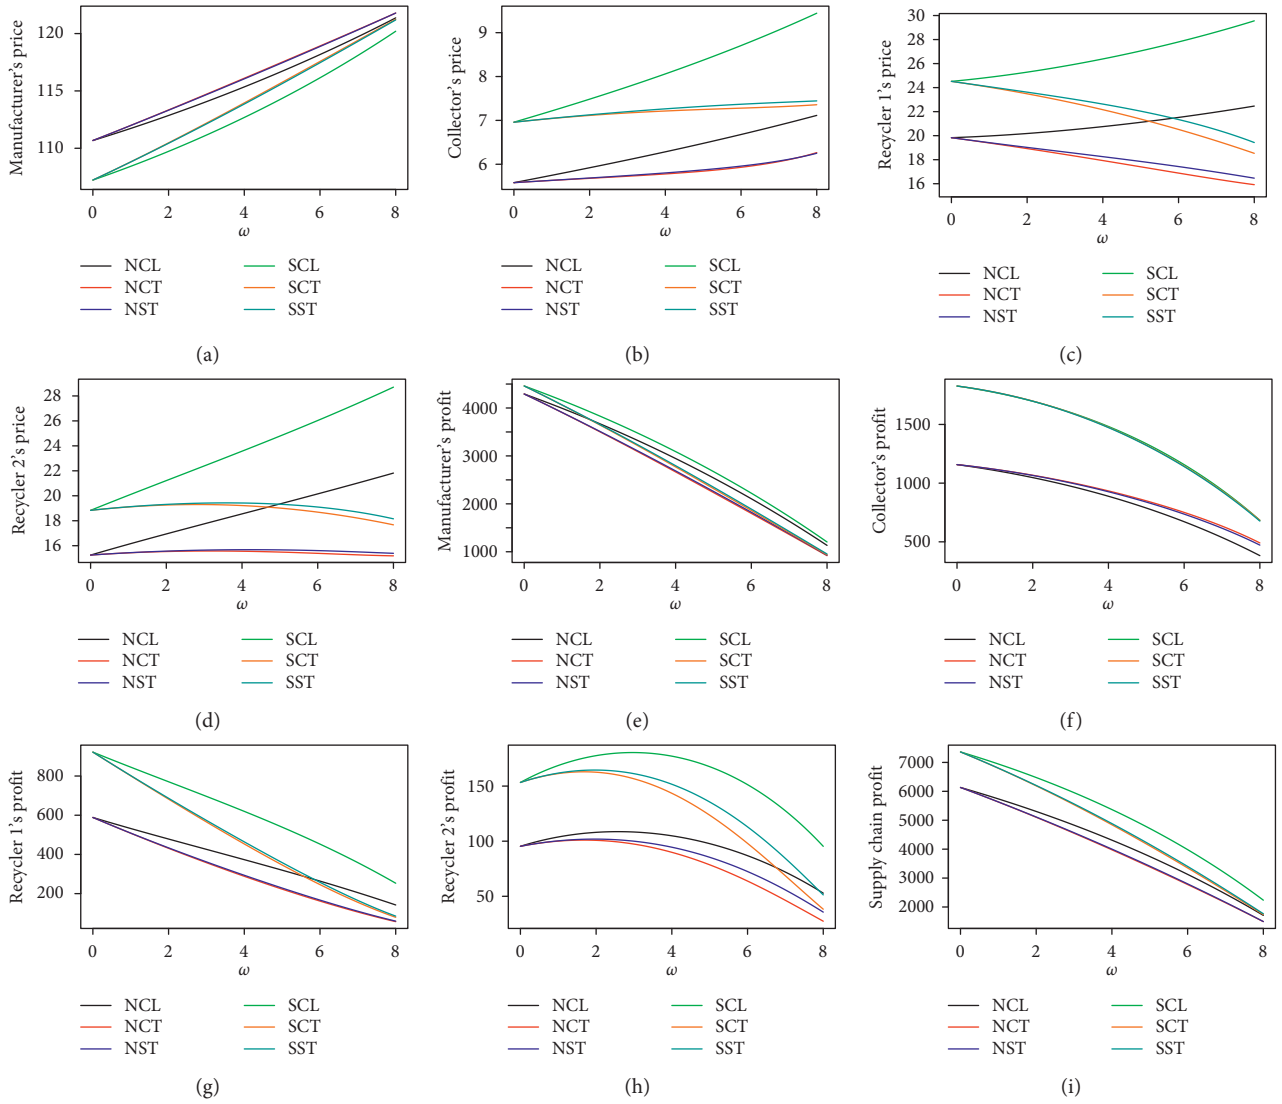 Manufacturer's price
120
115
110
0 2 4 6 8
ω
NCL SCL
NCT SCT
NST SST
(a)
Collector's price
9
8
7
6
0 2 4 6 8
ω
NCL SCL
NCT SCT
NST SST
(b)
Recycler 1's price
30
28
26
24
22
20
18
16
0 2 4 6 8
ω
NCL SCL
NCT SCT
NST SST
(c)
Recycler 2's price
28
26
24
22
20
18
16
0 2 4 6 8
ω
NCL SCL
NCT SCT
NST SST
(d)
Manufacturer's profit
4000
3000
2000
1000
0 2 4 6 8
ω
NCL SCL
NCT SCT
NST SST
(e)
Collector's profit
1500
1000
500
0 2 4 6 8
ω
NCL SCL
NCT SCT
NST SST
(f)
Recycler 1's profit
800
600
400
200
0 2 4 6 8
ω
NCL SCL
NCT SCT
NST SST
(g)
Recycler 2's profit
150
100
50
0 2 4 6 8
ω
NCL SCL
NCT SCT
NST SST
(h)
Supply chain profit
7000
6000
5000
4000
3000
2000
0 2 4 6 8
ω
NCL SCL
NCT SCT
NST SST
(i)